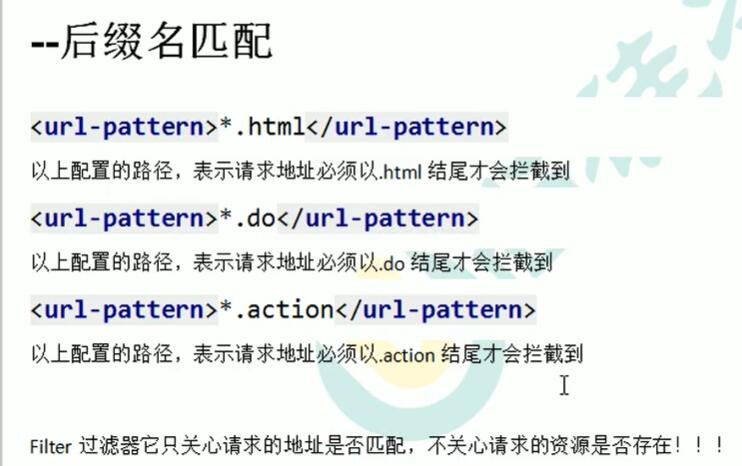 --后缀名匹配
<url-pattern>*.html</url-pattern>
以上配置的路径，表示请求地址必须以.html 结尾才会拦截到
<url-pattern>*.do</url-pattern>
以上配置的路径，表示请求地址必须以.do 结尾才会拦截到
<url-pattern>*.action</url-pattern>
以上配置的路径，表示请求地址必须以.action 结尾才会拦截到
Filter 过滤器它只关心请求的地址是否匹配，不关心请求的资源是否存在！！！